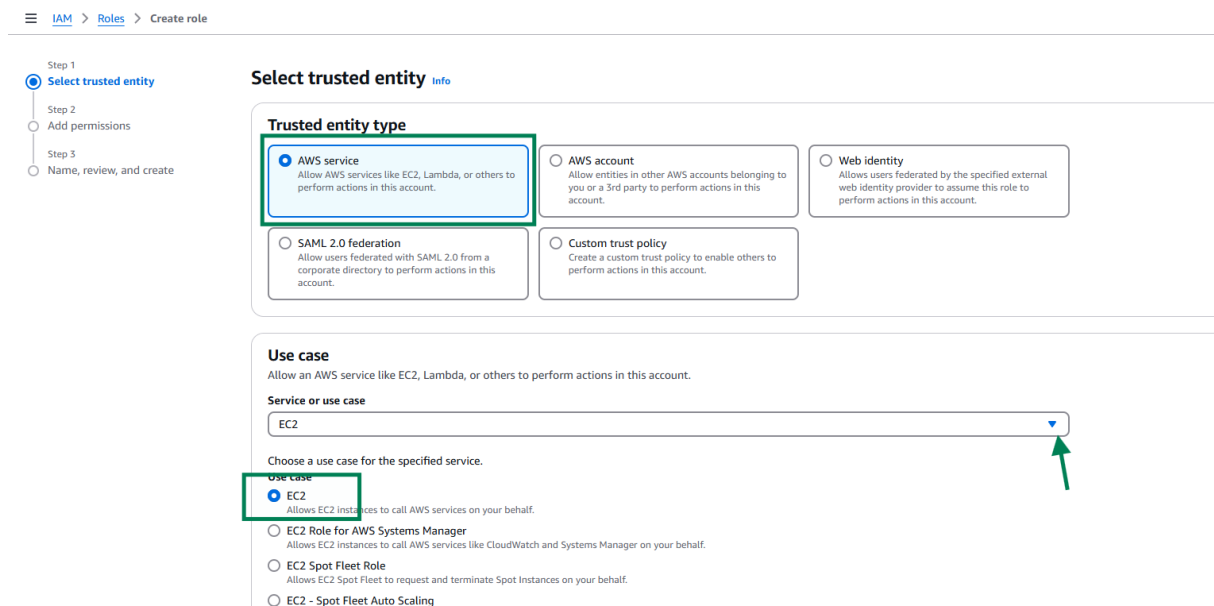 IAM > Roles > Create role
Step 1
Select trusted entity
Step 2
Add permissions
Step 3
Name, review, and create
Select trusted entity Info
Trusted entity type
AWS service
Allow AWS services like EC2, Lambda, or others to
perform actions in this account.
AWS account
Allow entities in other AWS accounts belonging to
you or a 3rd party to perform actions in this
account.
Web identity
Allows users federated by the specified external
web identity provider to assume this role to
perform actions in this account.
SAML 2.0 federation
Allow users federated with SAML 2.0 from a
corporate directory to perform actions in this
account.
Custom trust policy
Create a custom trust policy to enable others to
perform actions in this account.
Use case
Allow an AWS service like EC2, Lambda, or others to perform actions in this account.
Service or use case
EC2
Choose a use case for the specified service.
Use case
EC2
Allows EC2 instances to call AWS services on your behalf.
EC2 Role for AWS Systems Manager
Allows EC2 instances to call AWS services like CloudWatch and Systems Manager on your behalf.
EC2 Spot Fleet Role
Allows EC2 Spot Fleet to request and terminate Spot Instances on your behalf.
EC2 - Spot Fleet Auto Scaling